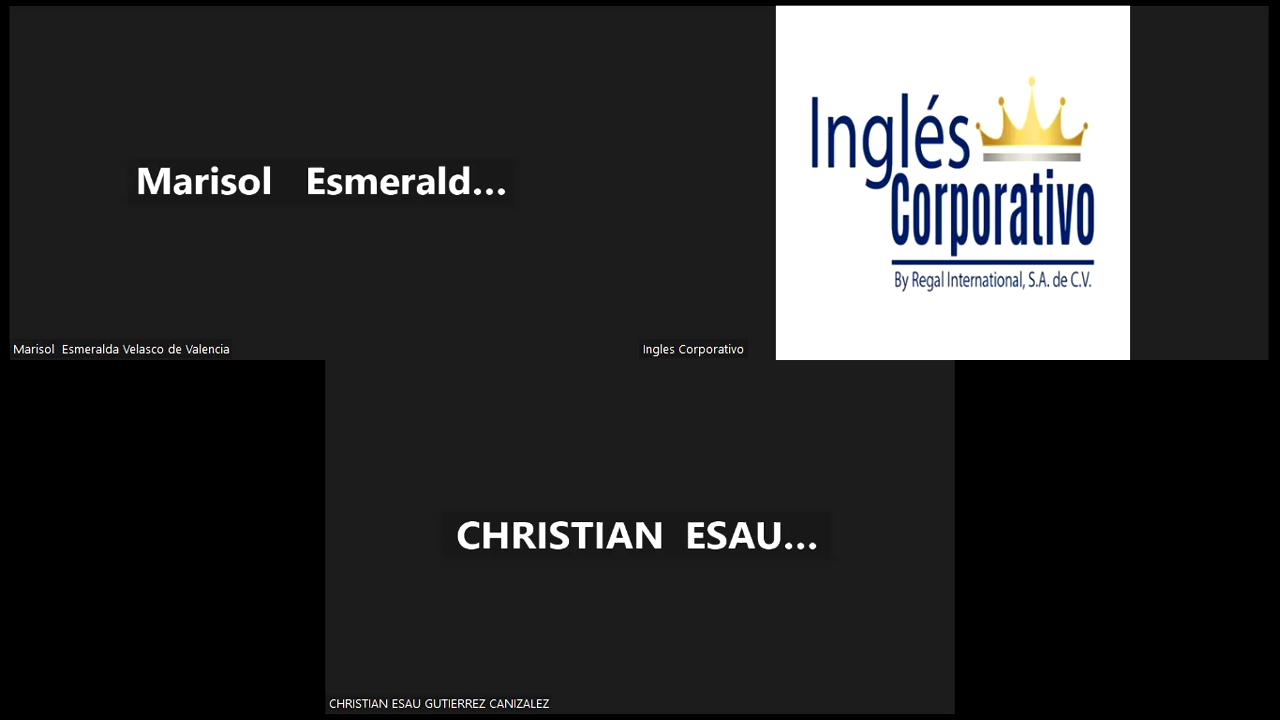 Marisol Esmerald...
Marisol Esmeralda Velasco de Valencia
Inglés
Corporativo
By Regal International, S.A. de C.V.
Ingles Corporativo
CHRISTIAN ESAU...
CHRISTIAN ESAU GUTIERREZ CANIZALEZ